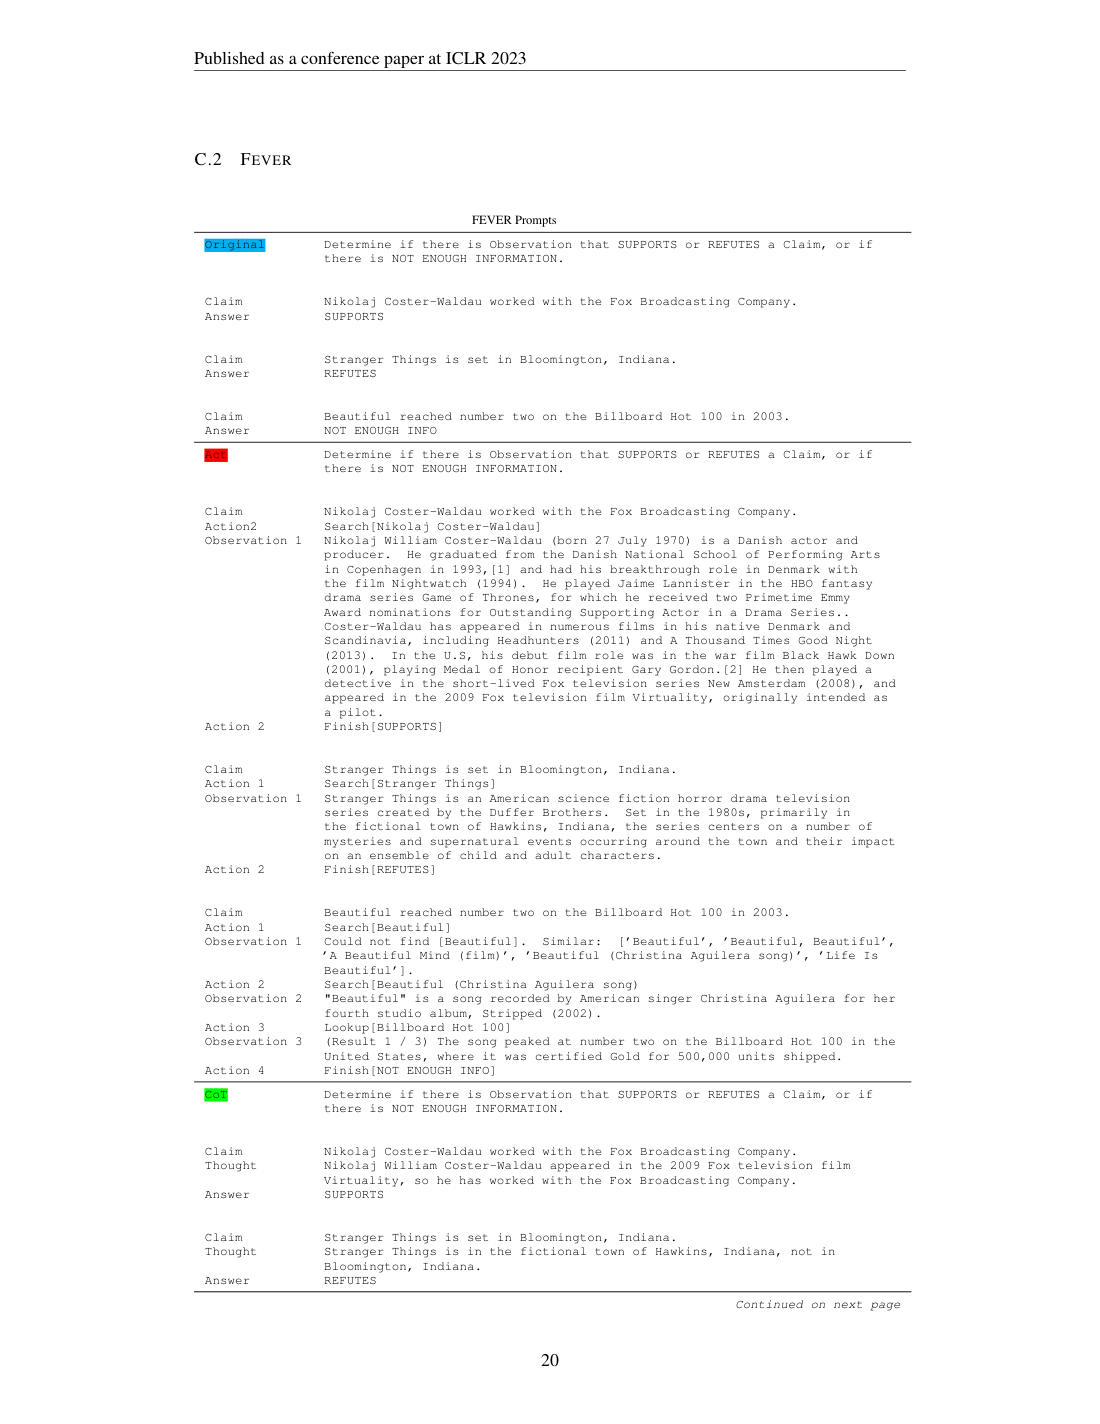 Published as a conference paper at ICLR 2023
C.2 FEVER
FEVER Prompts
Original Determine if there is Observation that SUPPORTS or REFUTES a Claim, or if
there is NOT ENOUGH INFORMATION.
Claim Nikolaj Coster-Waldau worked with the Fox Broadcasting Company.
Answer SUPPORTS
Claim Stranger Things is set in Bloomington, Indiana.
Answer REFUTES
Claim Beautiful reached number two on the Billboard Hot 100 in 2003.
Answer NOT ENOUGH INFO
Act Determine if there is Observation that SUPPORTS or REFUTES a Claim, or if
there is NOT ENOUGH INFORMATION.
Claim Nikolaj Coster-Waldau worked with the Fox Broadcasting Company.
Action2 Search[Nikolaj Coster-Waldau]
Observation 1 Nikolaj William Coster-Waldau (born 27 July 1970) is a Danish actor and
producer. He graduated from the Danish National School of Performing Arts
in Copenhagen in 1993,[1] and had his breakthrough role in Denmark with
the film Nightwatch (1994). He played Jaime Lannister in the HBO fantasy
drama series Game of Thrones, for which he received two Primetime Emmy
Award nominations for Outstanding Supporting Actor in a Drama Series..
Coster-Waldau has appeared in numerous films in his native Denmark and
Scandinavia, including Headhunters (2011) and A Thousand Times Good Night
(2013). In the U.S, his debut film role was in the war film Black Hawk Down
(2001), playing Medal of Honor recipient Gary Gordon.[2] He then played a
detective in the short-lived Fox television series New Amsterdam (2008), and
appeared in the 2009 Fox television film Virtuality, originally intended as
a pilot.
Action 2 Finish[SUPPORTS]
Claim Stranger Things is set in Bloomington, Indiana.
Action 1 Search[Stranger Things]
Observation 1 Stranger Things is an American science fiction horror drama television
series created by the Duffer Brothers. Set in the 1980s, primarily in
the fictional town of Hawkins, Indiana, the series centers on a number of
mysteries and supernatural events occurring around the town and their impact
on an ensemble of child and adult characters.
Action 2 Finish[REFUTES]
Claim Beautiful reached number two on the Billboard Hot 100 in 2003.
Action 1 Search[Beautiful]
Observation 1 Could not find [Beautiful]. Similar: ['Beautiful', 'Beautiful, Beautiful',
'A Beautiful Mind (film)', 'Beautiful (Christina Aguilera song)', 'Life Is
Beautiful'].
Action 2 Search[Beautiful (Christina Aguilera song)
Observation 2 "Beautiful" is a song recorded by American singer Christina Aguilera for her
fourth studio album, Stripped (2002).
Action 3 Lookup[Billboard Hot 100]
Observation 3 (Result 1 / 3) The song peaked at number two on the Billboard Hot 100 in the
United States, where it was certified Gold for 500,000 units shipped.
Action 4 Finish[NOT ENOUGH INFO]
CoT Determine if there is Observation that SUPPORTS or REFUTES a Claim, or if
there is NOT ENOUGH INFORMATION.
Claim Nikolaj Coster-Waldau worked with the Fox Broadcasting Company.
Thought Nikolaj William Coster-Waldau appeared in the 2009 Fox television film
Virtuality, so he has worked with the Fox Broadcasting Company.
Answer SUPPORTS
Claim Stranger Things is set in Bloomington, Indiana.
Thought Stranger Things is in the fictional town of Hawkins, Indiana, not in
Bloomington, Indiana.
Answer REFUTES
Continued on next page
20